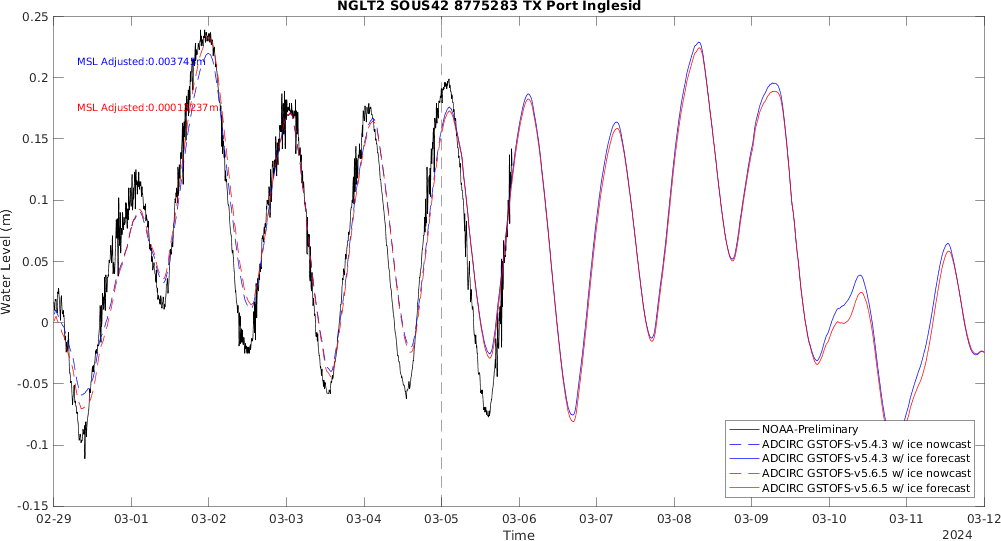 NGLT2 SOUS42 8775283 TX Port Inglesid
0.25
0.2
0.15
0.1
0.05
0
-0.05
-0.1
-0.15
Water Level (m)
MSL Adjusted:0.00374 m
MSL Adjusted:0.0001 237m
NOAA-Preliminary
ADCIRC GSTOFS-v5.4.3 w/ ice nowcast
ADCIRC GSTOFS-v5.4.3 w/ ice forecast
ADCIRC GSTOFS-v5.6.5 w/ ice nowcast
ADCIRC GSTOFS-v5.6.5 w/ ice forecast
02-29 03-01 03-02 03-03 03-04 03-05 03-06 03-07 03-08 03-09 03-10 03-11 03-12
Time
2024